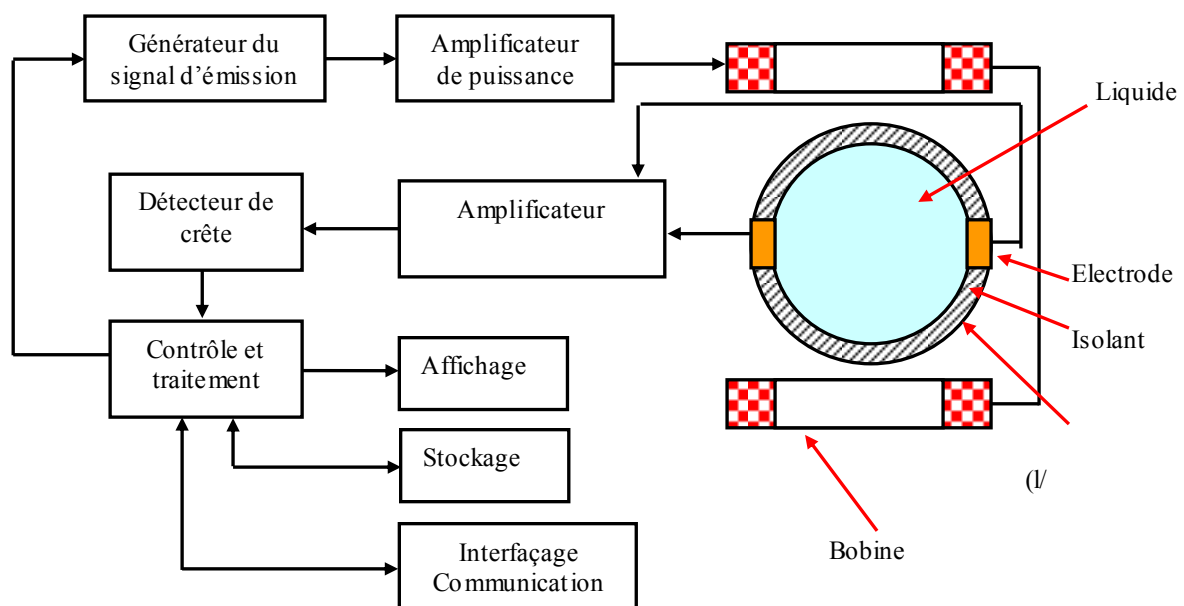 Générateur du
signal d'émission
Amplificateur
de puissance
Liquide
Détecteur de
crête
Amplificateur
Electrode
Isolant
Contrôle et
traitement
Affichage
Stockage
(l/
Bobine
Interfaçage
Communication